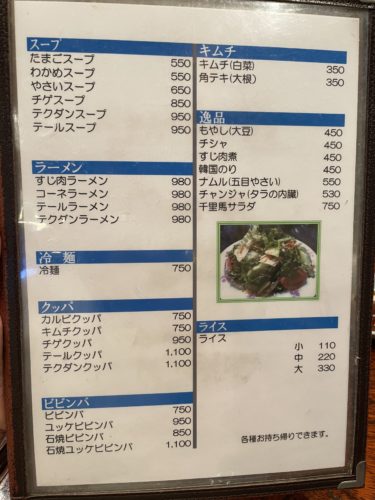 スープ
たまごスープ 550
わかめスープ 550
やさいスープ 650
チゲスープ 850
テクダンスープ 950
テールスープ 950
ラーメン
すじ肉ラーメン 980
コーネラーメン 980
テールラーメン 980
テクダンラーメン 980
冷麺
冷麺 750
クッパ
カルビクッパ 750
キムチクッパ 750
チゲクッパ 950
テールクッパ 1,100
テクダンクッパ 1,100
ビビンバ
ビビンバ 750
ユッケビビンバ 950
石焼ビビンバ 850
石焼ユッケビビンバ 1,100
キムチ
キムチ(白菜) 350
角テキ(大根) 350
逸品
もやし(大豆) 450
チシャ 450
すじ肉煮 450
韓国のり 450
ナムル(五目やさい) 550
チャンジャ(タラの内臓) 530
千里馬サラダ 750
ライス
ライス
小 110
中 220
大 330
各種お持ち帰りできます。